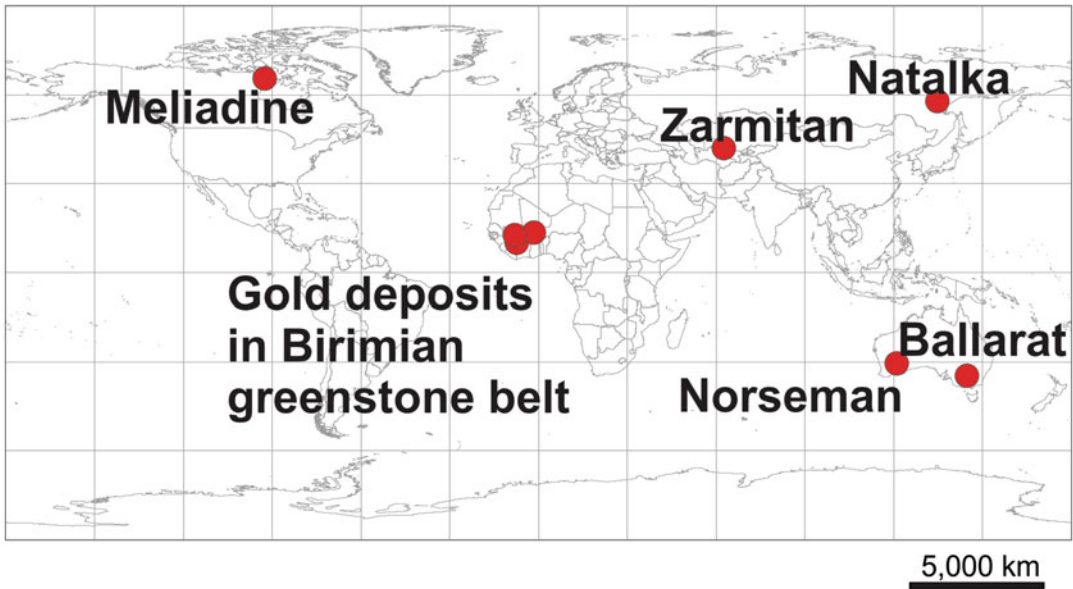 Natalka
Meliadine
Zarmitan
Gold deposits
in Birimian
greenstone belt
Ballarat
Norseman
5,000 km